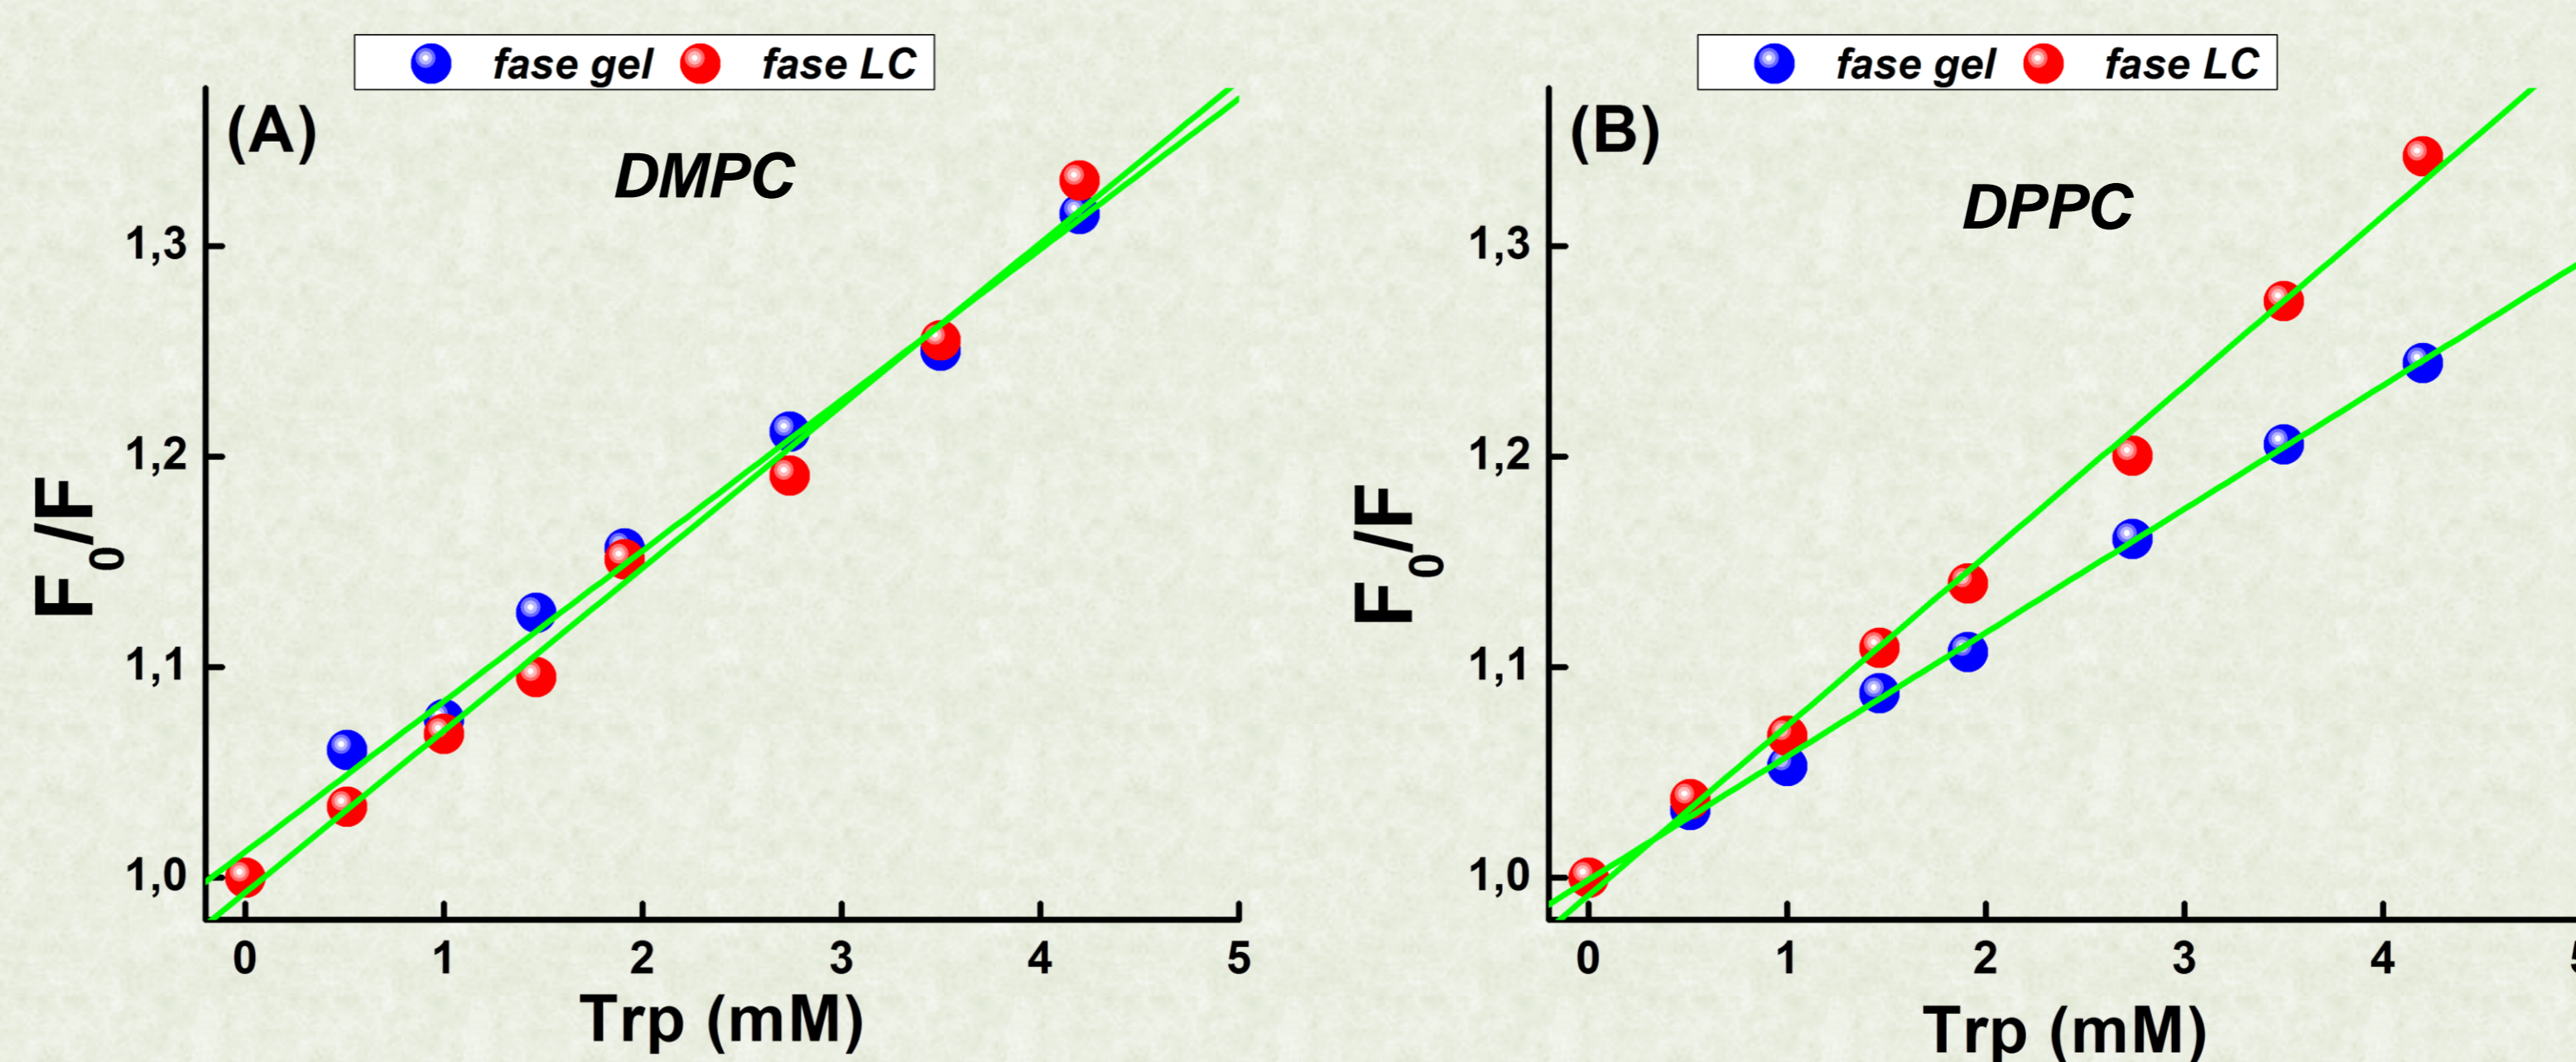 fase gel fase LC
(A)
DMPC
1,3
1,2
1,1
1,0
F0/F
0 1 2 3 4 5
Trp (mM)
fase gel fase LC
(B)
DPPC
1,3
1,2
1,1
1,0
F0/F
0 1 2 3 4
Trp (mM)